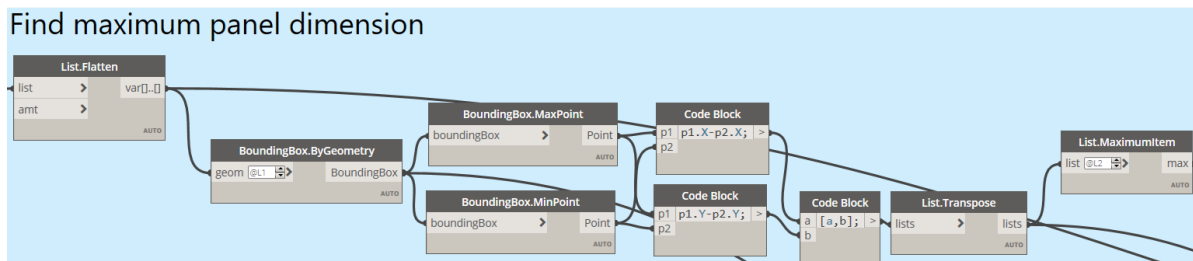 Find maximum panel dimension
List.Flatten
list > var[]..[]
amt >
AUTO
BoundingBox.ByGeometry
geom @L1 > BoundingBox
AUTO
BoundingBox.MaxPoint
boundingBox > Point
AUTO
BoundingBox.MinPoint
boundingBox > Point
AUTO
Code Block
p1 p1.X-p2.X; >
p2
Code Block
p1 p1.Y-p2.Y; >
p2
Code Block
a [a,b]; >
b
List.Transpose
lists > lists
AUTO
List.MaximumItem
list @L2 > max
AUTO